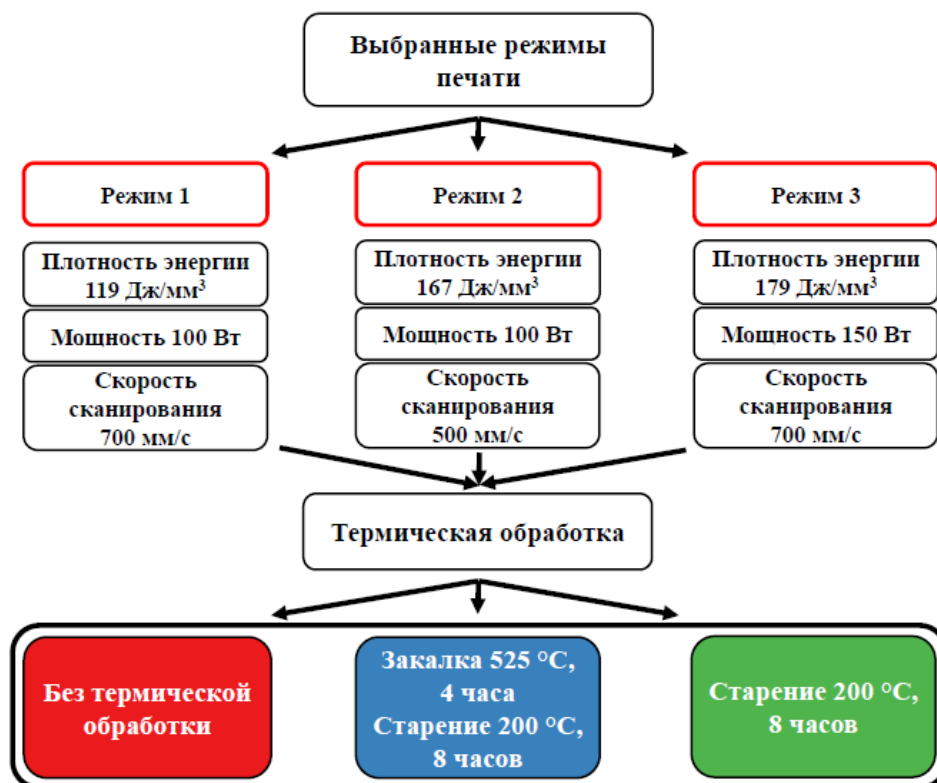 Выбранные режимы
печати
Режим 1
Режим 2
Режим 3
Плотность энергии
119 Дж/мм³
Плотность энергии
167 Дж/мм³
Плотность энергии
179 Дж/мм³
Мощность 100 Вт
Мощность 100 Вт
Мощность 150 Вт
Скорость
сканирования
700 мм/с
Скорость
сканирования
500 мм/с
Скорость
сканирования
700 мм/с
Термическая обработка
Без термической
обработки
Закалка 525 °C,
4 часа
Старение 200 °C,
8 часов
Старение 200 °C,
8 часов